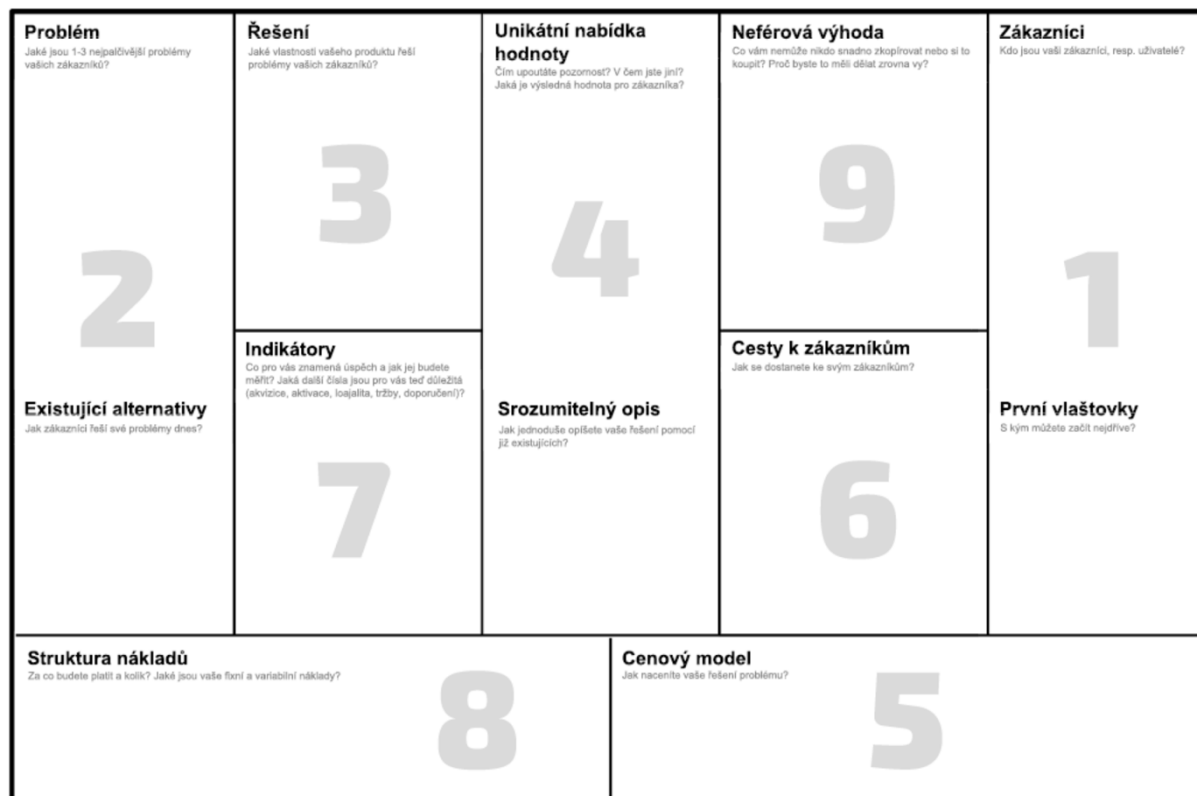 Problém
Jaké jsou 1-3 nejpalčivější problémy
vašich zákazníků?
2
Existující alternativy
Jak zákazníci řeší své problémy dnes?
Řešení
Jaké vlastnosti vašeho produktu řeší
problémy vašich zákazníků?
3
Indikátory
Co pro vás znamená úspěch a jak jej budete
měřit? Jaká další čísla jsou pro vás teď důležitá
(akvizice, aktivace, loajalita, tržby, doporučení)?
7
Unikátní nabídka
hodnoty
Čím upoutáte pozornost? V čem jste jiní?
Jaká je výsledná hodnota pro zákazníka?
4
Srozumitelný opis
Jak jednoduše opíšete vaše řešení pomocí
již existujících?
Neférová výhoda
Co vám nemůže nikdo snadno zkopírovat nebo si to
koupit? Proč byste to měli dělat zrovna vy?
9
Cesty k zákazníkům
Jak se dostanete ke svým zákazníkům?
6
Zákazníci
Kdo jsou vaši zákazníci, resp. uživatelé?
1
První vlaštovky
S kým můžete začít nejdříve?
Struktura nákladů
Za co budete platit a kolik? Jaké jsou vaše fixní a variabilní náklady?
8
Cenový model
Jak naceníte vaše řešení problému?
5